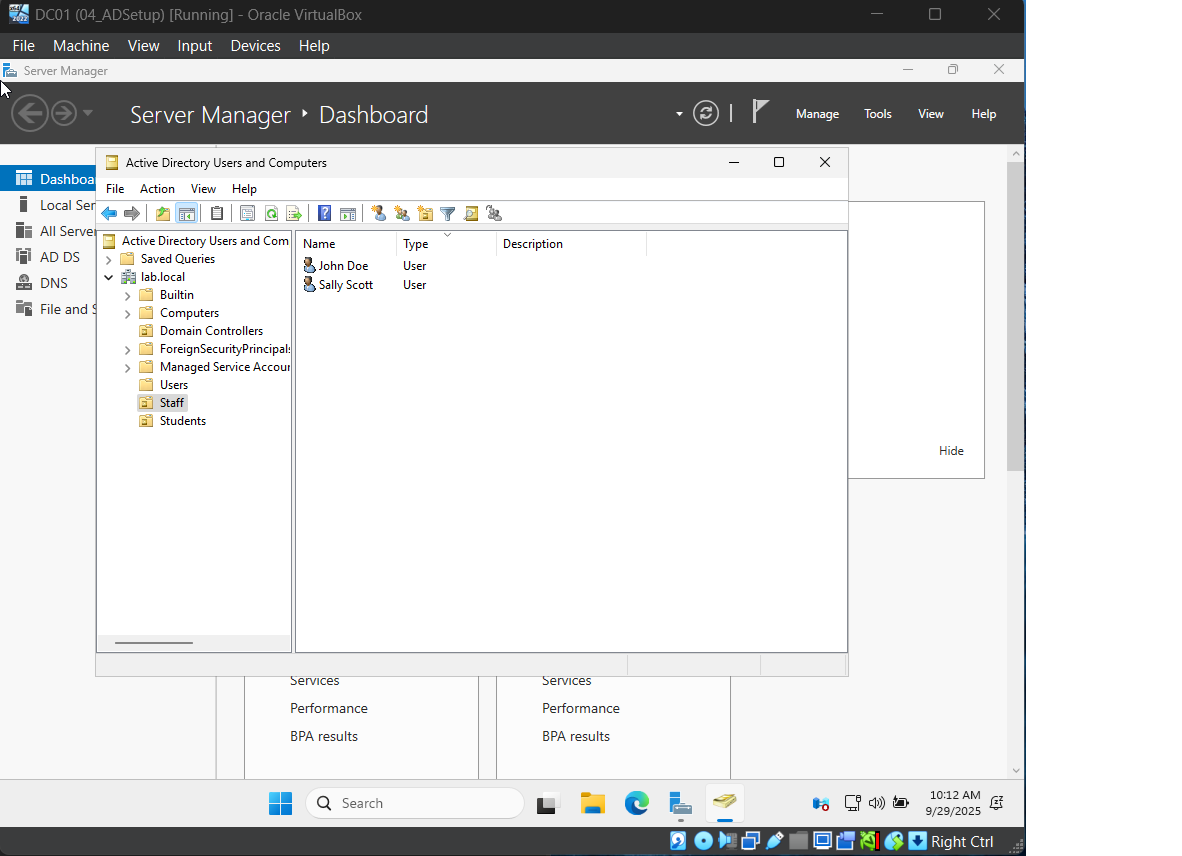 DC01 (04_ADSetup) [Running] - Oracle VirtualBox
File Machine View Input Devices Help
Server Manager
Server Manager ‣ Dashboard
Manage Tools View Help
Active Directory Users and Computers
File Action View Help
Dashboa
Local Ser
All Server
AD DS
DNS
File and S
Active Directory Users and Com
Saved Queries
lab.local
Builtin
Computers
Domain Controllers
ForeignSecurityPrincipals
Managed Service Accour
Users
Staff
Students
Name Type Description
John Doe User
Sally Scott User
Hide
Services
Performance
BPA results
Services
Performance
BPA results
Search
10:12 AM
9/29/2025
Right Ctrl